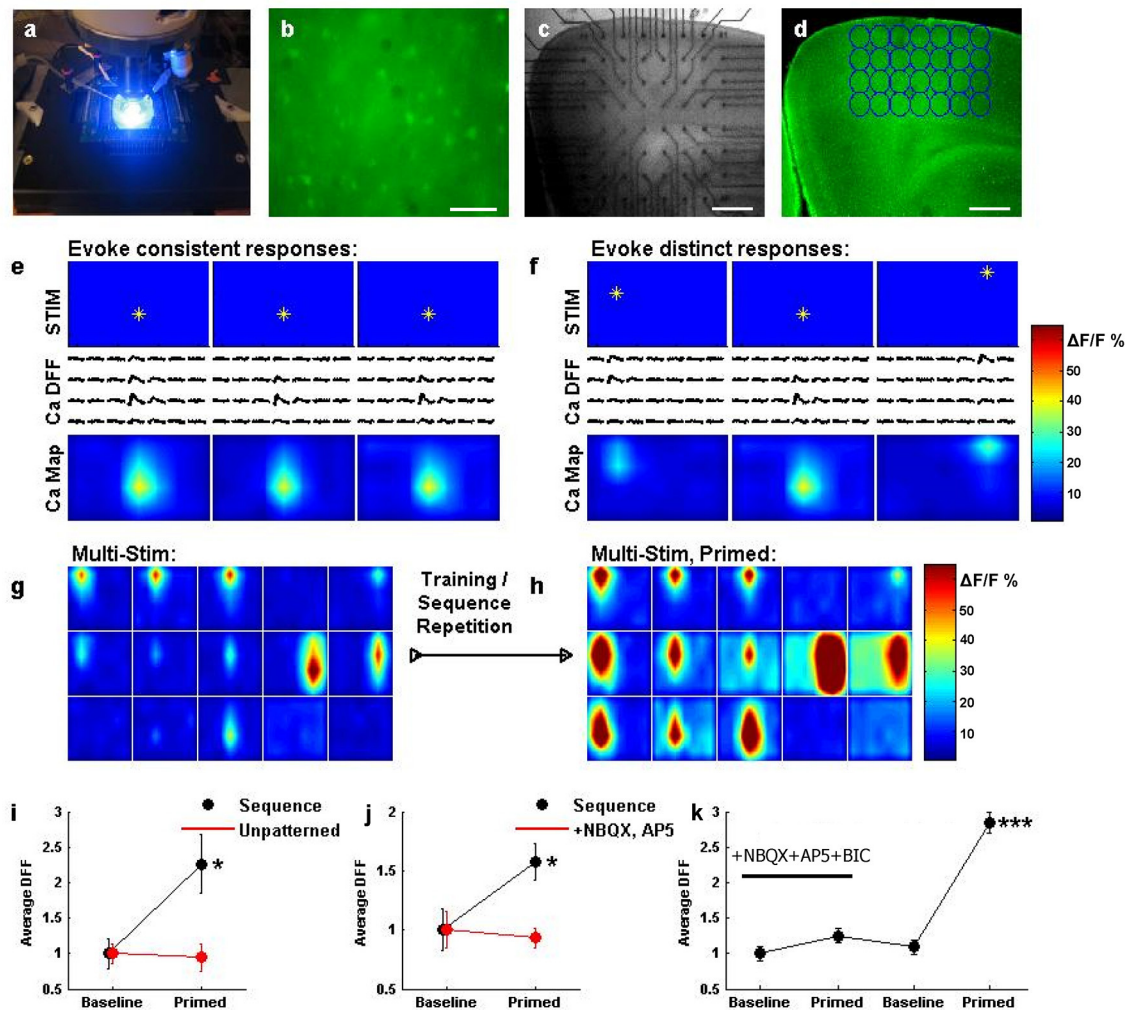 a
b
c
d
e
Evoke consistent responses:
f
Evoke distinct responses:
STIM
STIM
Ca DFF
Ca DFF
Ca Map
Ca Map
ΔF/F %
50
40
30
20
10
g
Multi-Stim:
Training /
Sequence
Repetition
h
Multi-Stim, Primed:
ΔF/F %
50
40
30
20
10
i
Sequence
Unpatterned
Average DFF
3
2.5
2
1.5
1
0.5
*
Baseline
Primed
j
Sequence
+NBQX, AP5
Average DFF
2
1.5
1
0.5
*
Baseline
Primed
k
+NBQX+AP5+BIC
Average DFF
3
2.5
2
1.5
1
0.5
***
Baseline
Primed
Baseline
Primed